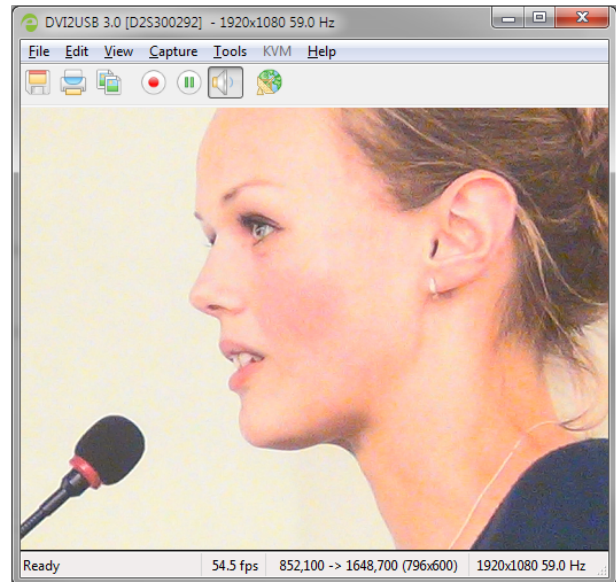 DVI2USB 3.0 [D2S300292] - 1920x1080 59.0 Hz
File Edit View Capture Tools KVM Help
Ready 54.5 fps 852,100 -> 1648,700 (796x600) 1920x1080 59.0 Hz